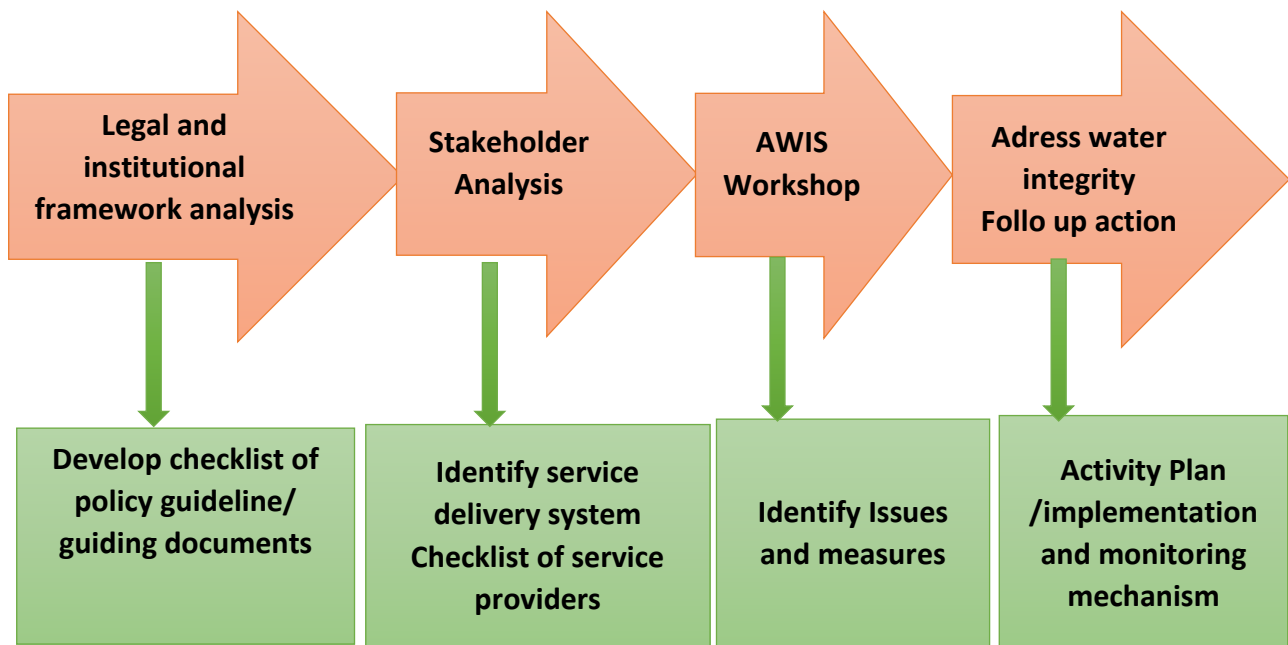 Legal and
institutional
framework analysis
Stakeholder
Analysis
AWIS
Workshop
Adress water
integrity
Follo up action
Develop checklist of
policy guideline/
guiding documents
Identify service
delivery system
Checklist of service
providers
Identify Issues
and measures
Activity Plan
/implementation
and monitoring
mechanism